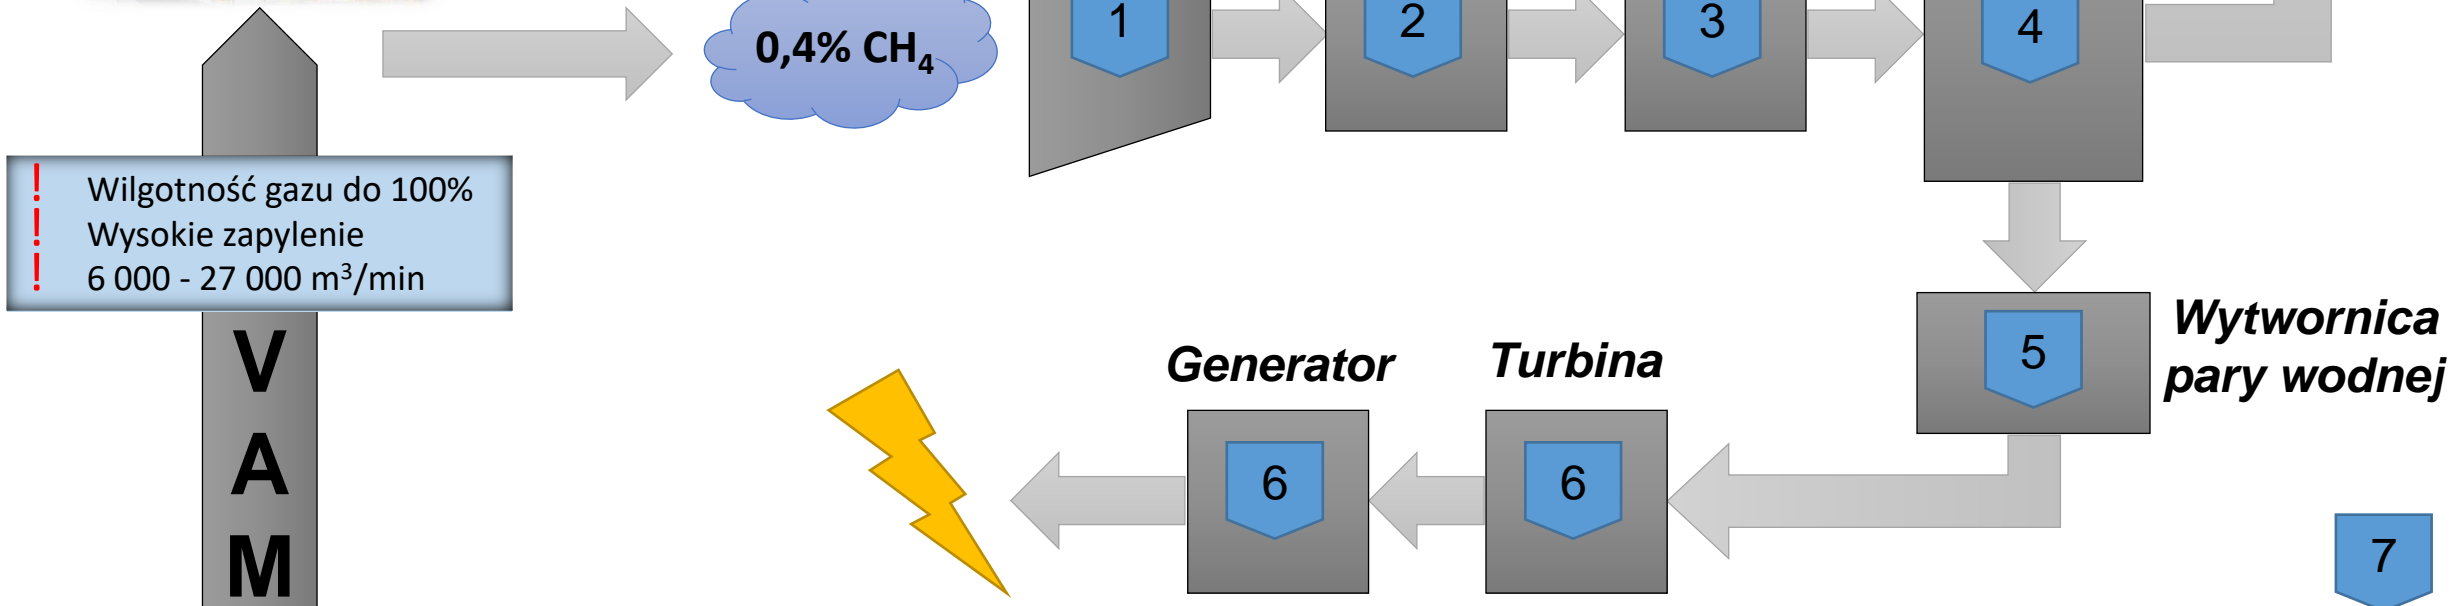 0,4% CH₄
1
2
3
4
! Wilgotność gazu do 100%
! Wysokie zapylenie
! 6 000 - 27 000 m³/min
V
A
M
Generator
Turbina
Wytwornica
pary wodnej
5
6
6
7